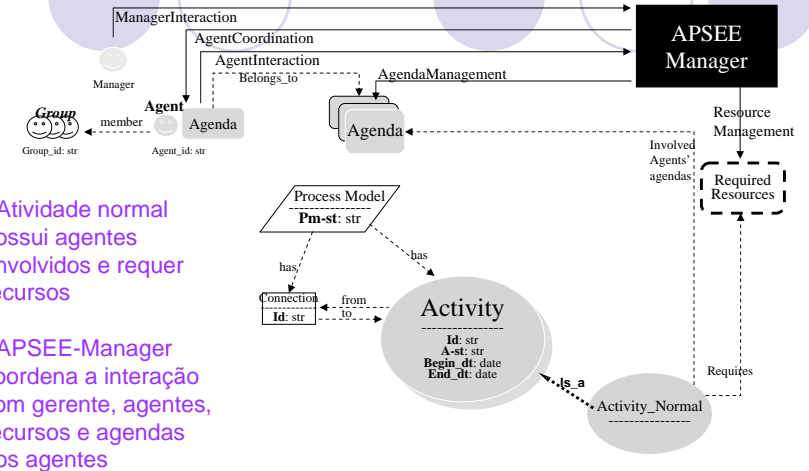 ManagerInteraction
AgentCoordination
AgentInteraction
Belongs_to
AgendaManagement
APSEE
Manager
Manager
Group
member
Agent
Agenda
Group_id: str
Agent_id: str
Agenda
Resource
Management
Involved
Agents'
agendas
Required
Resources
Atividade normal
ossui agentes
nvolvidos e requer
ecursos
APSEE-Manager
oordena a interação
om gerente, agentes,
ecursos e agendas
os agentes
Process Model
--------------
Pm-st: str
has
has
Connection
----------
Id: str
from
to
Activity
----------------
Id: str
A-st: str
Begin_dt: date
End_dt: date
Is_a
Activity_Normal
----------------
Requires